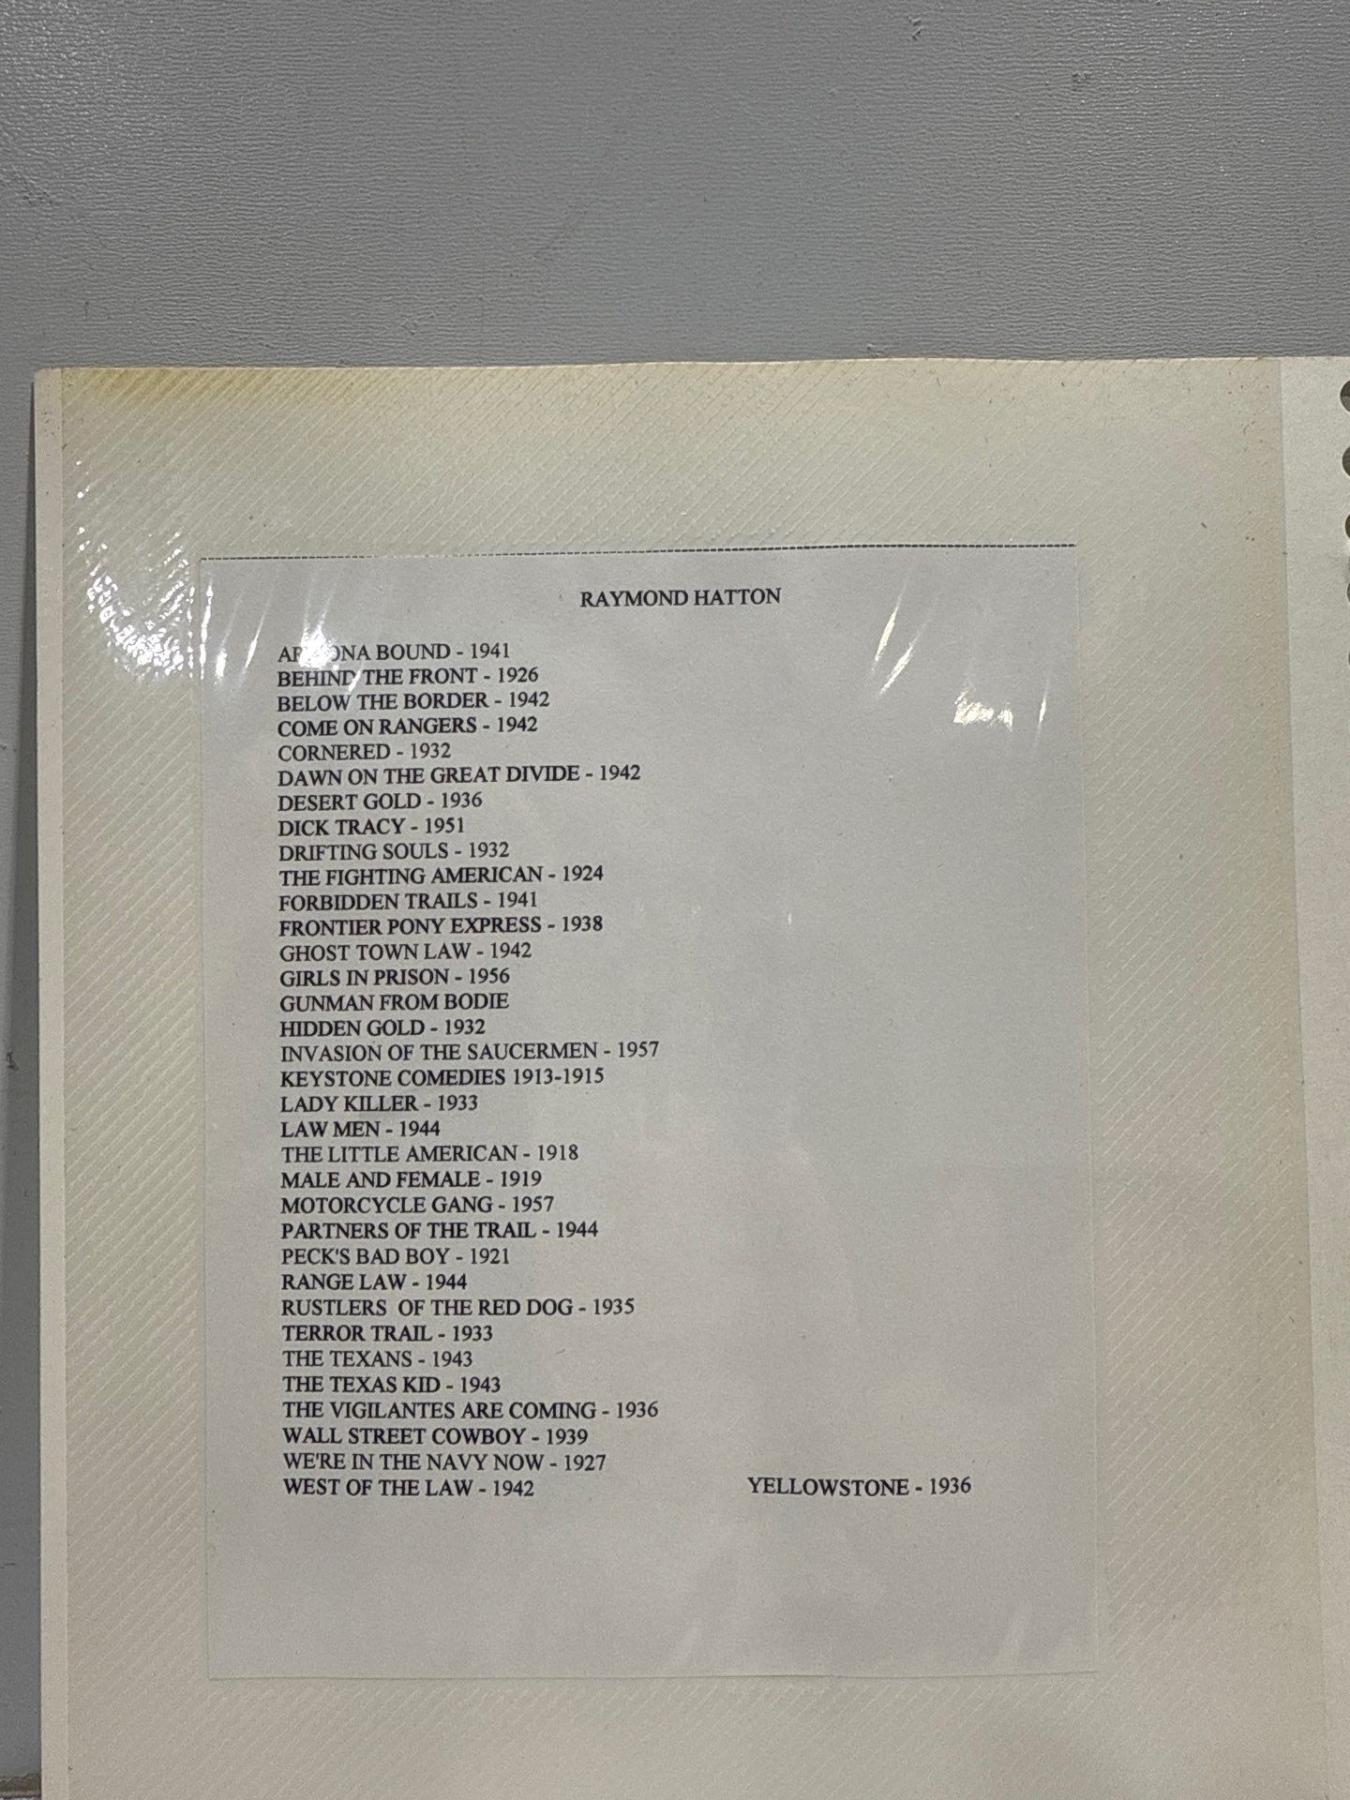 RAYMOND HATTON
ARIZONA BOUND - 1941
BEHIND THE FRONT - 1926
BELOW THE BORDER - 1942
COME ON RANGERS - 1942
CORNERED - 1932
DAWN ON THE GREAT DIVIDE - 1942
DESERT GOLD - 1936
DICK TRACY - 1951
DRIFTING SOULS - 1932
THE FIGHTING AMERICAN - 1924
FORBIDDEN TRAILS - 1941
FRONTIER PONY EXPRESS - 1938
GHOST TOWN LAW - 1942
GIRLS IN PRISON - 1956
GUNMAN FROM BODIE
HIDDEN GOLD - 1932
INVASION OF THE SAUCERMEN - 1957
KEYSTONE COMEDIES 1913-1915
LADY KILLER - 1933
LAW MEN - 1944
THE LITTLE AMERICAN - 1918
MALE AND FEMALE - 1919
MOTORCYCLE GANG - 1957
PARTNERS OF THE TRAIL - 1944
PECK'S BAD BOY - 1921
RANGE LAW - 1944
RUSTLERS  OF THE RED DOG - 1935
TERROR TRAIL - 1933
THE TEXANS - 1943
THE TEXAS KID - 1943
THE VIGILANTES ARE COMING - 1936
WALL STREET COWBOY - 1939
WE'RE IN THE NAVY NOW - 1927
WEST OF THE LAW - 1942 YELLOWSTONE - 1936